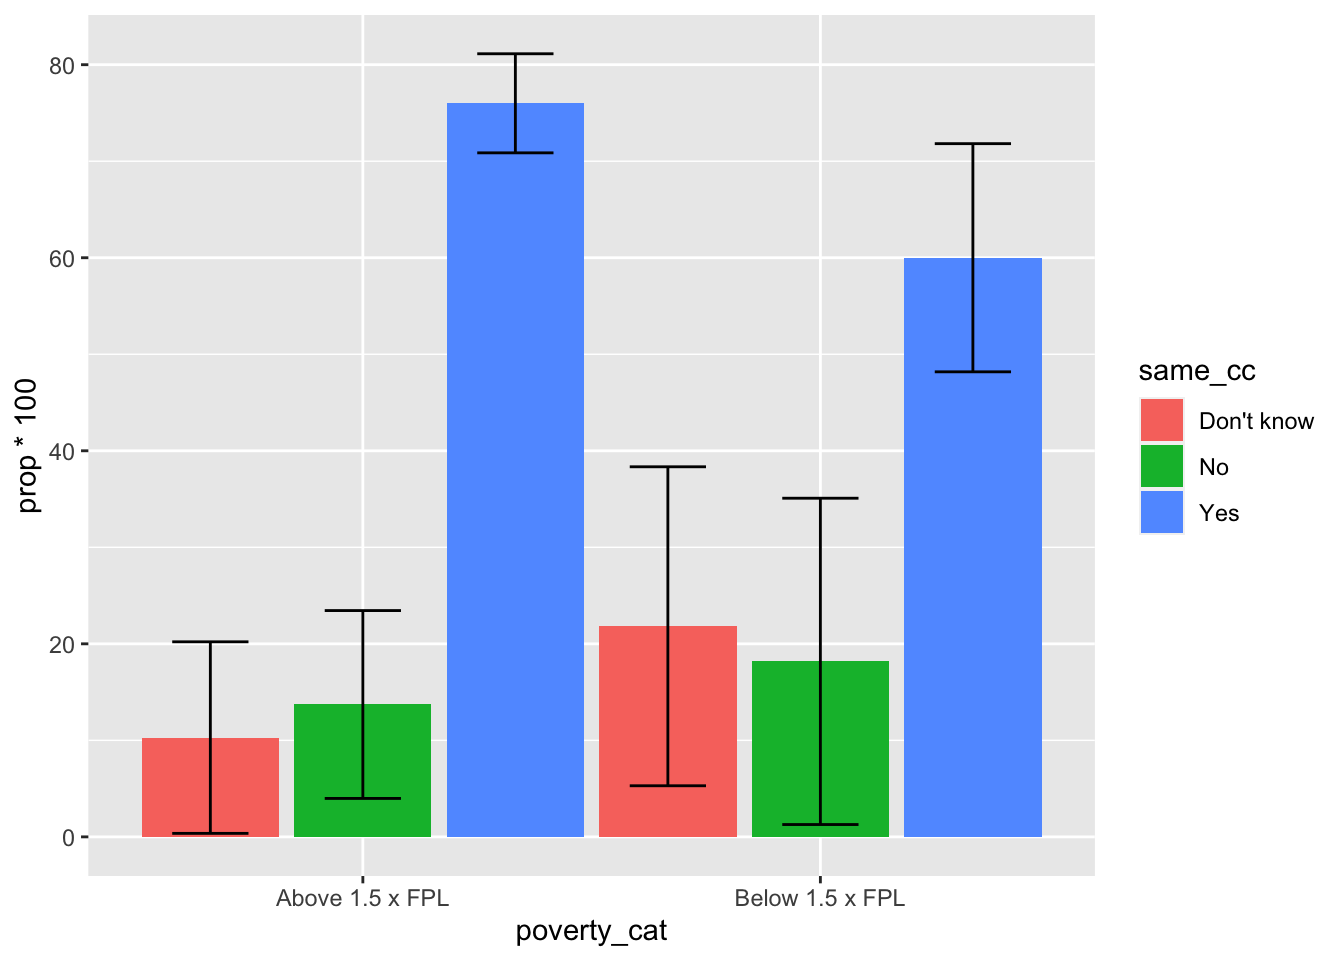 80
60
40
20
0
prop * 100
Above 1.5 x FPL
Below 1.5 x FPL
poverty_cat
same_cc
Don't know
No
Yes